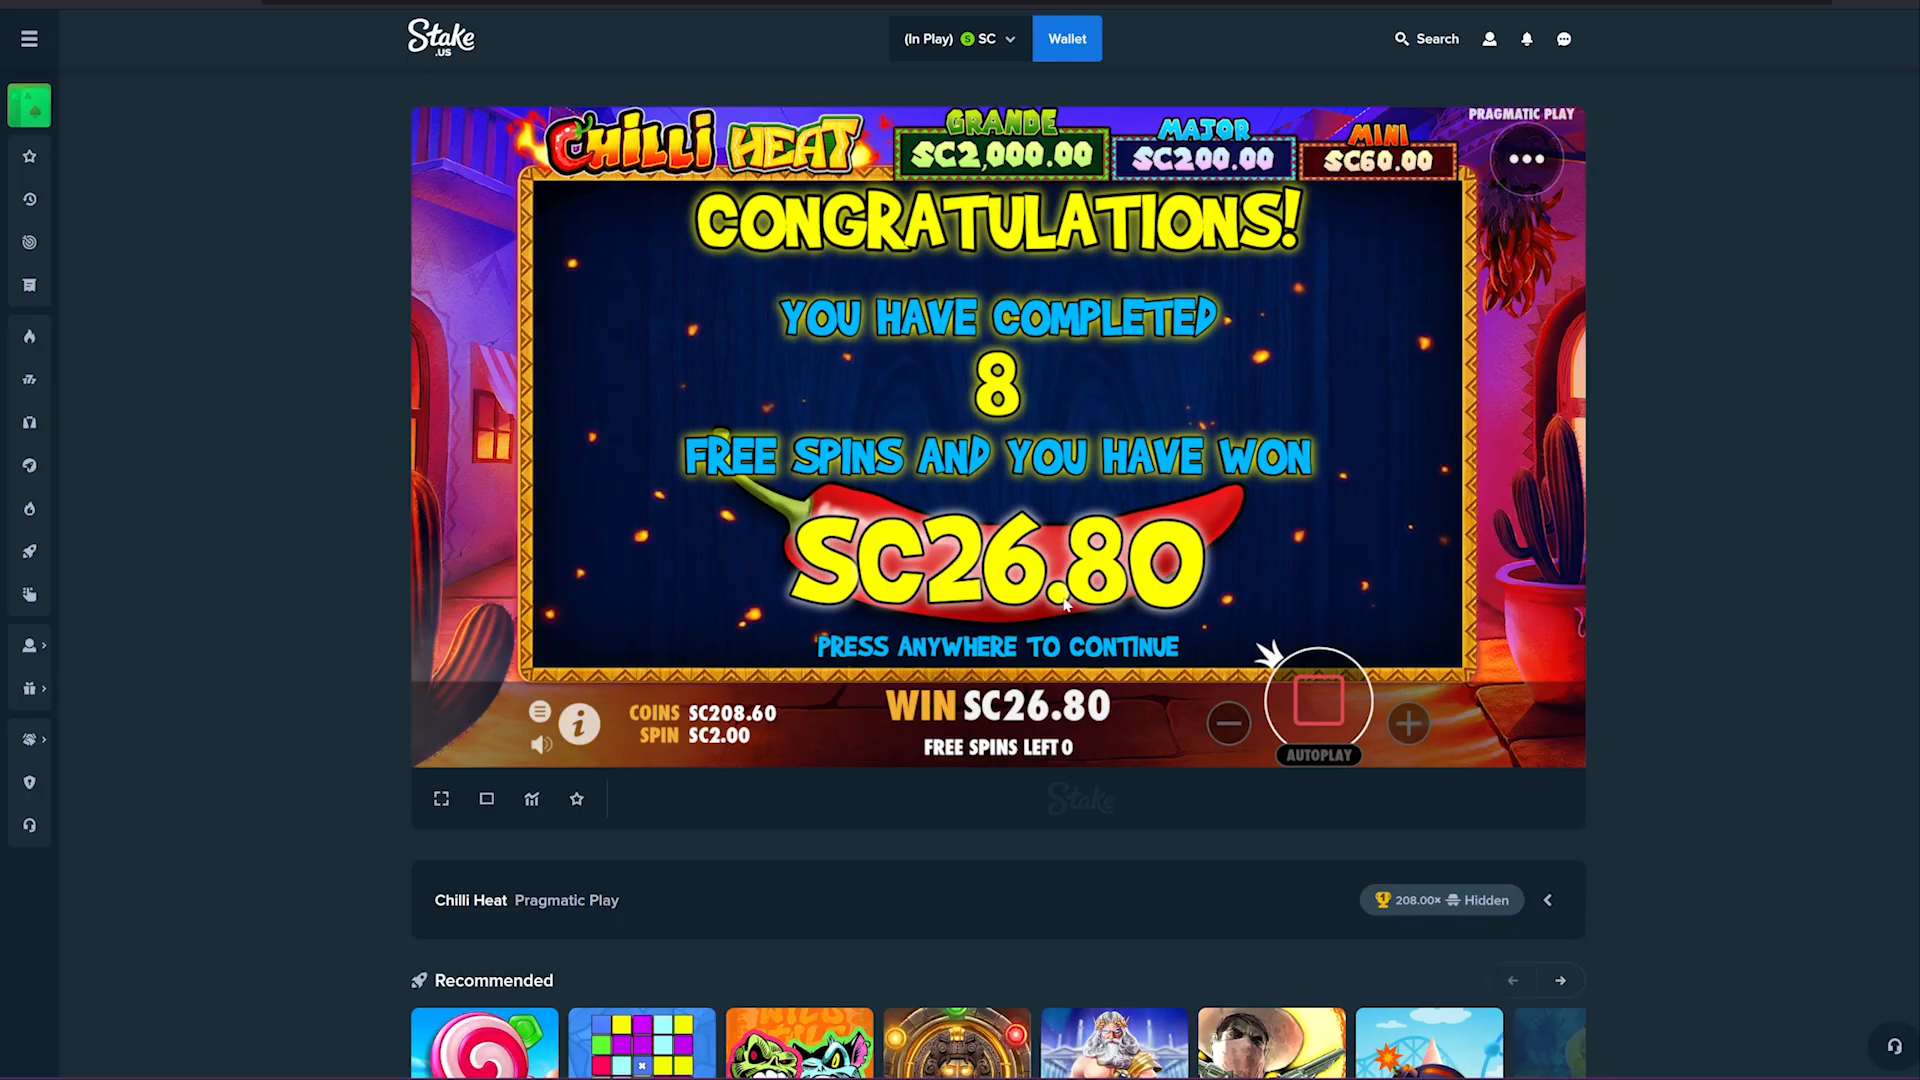 Stake
.US
(In Play) S SC
Wallet
Search
CHILLI HEAT
GRANDE
SC2,000.00
MAJOR
SC200.00
MINI
SC60.00
PRAGMATIC PLAY
CONGRATULATIONS!
YOU HAVE COMPLETED
8
FREE SPINS AND YOU HAVE WON
SC26.80
PRESS ANYWHERE TO CONTINUE
COINS SC208.60
SPIN SC2.00
WIN SC26.80
FREE SPINS LEFT 0
AUTOPLAY
Stake
Chilli Heat Pragmatic Play
208.00× Hidden
Recommended